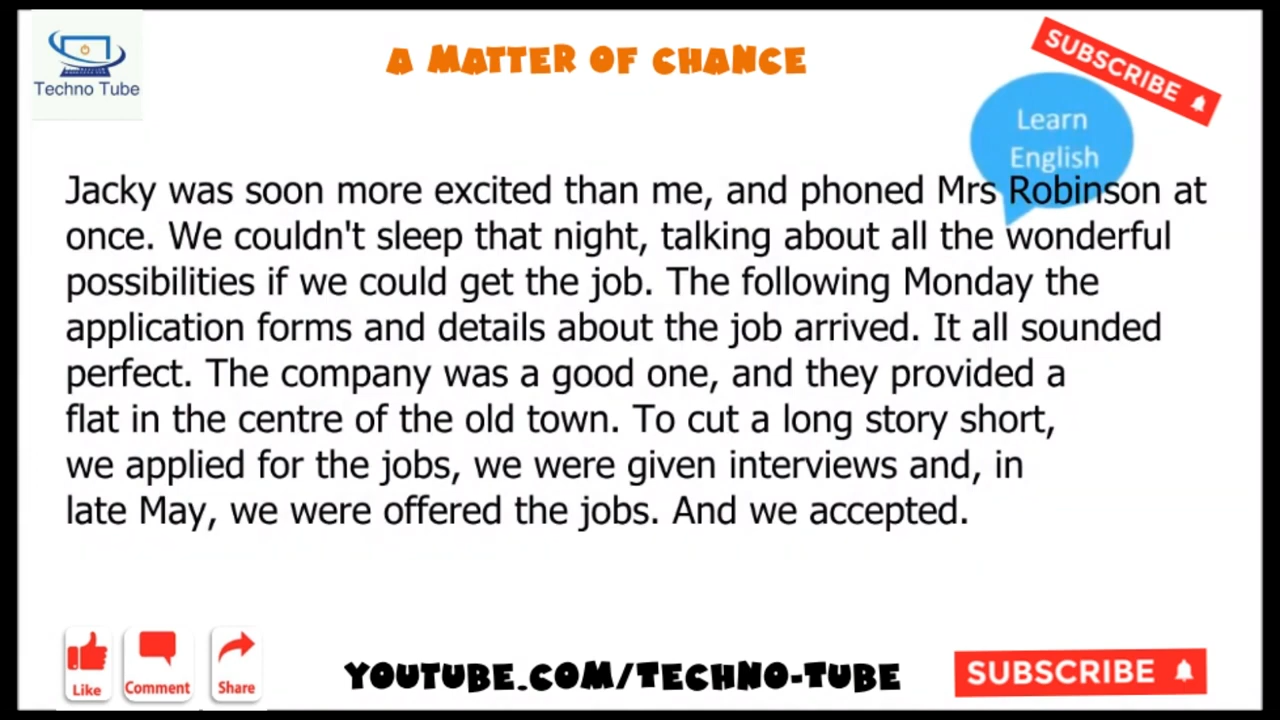 Techno Tube
A MATTER OF CHANCE
SUBSCRIBE
Learn
English
Jacky was soon more excited than me, and phoned Mrs Robinson at
once. We couldn't sleep that night, talking about all the wonderful
possibilities if we could get the job. The following Monday the
application forms and details about the job arrived. It all sounded
perfect. The company was a good one, and they provided a
flat in the centre of the old town. To cut a long story short,
we applied for the jobs, we were given interviews and, in
late May, we were offered the jobs. And we accepted.
Like
Comment
Share
YOUTUBE.COM/TECHNO-TUBE
SUBSCRIBE